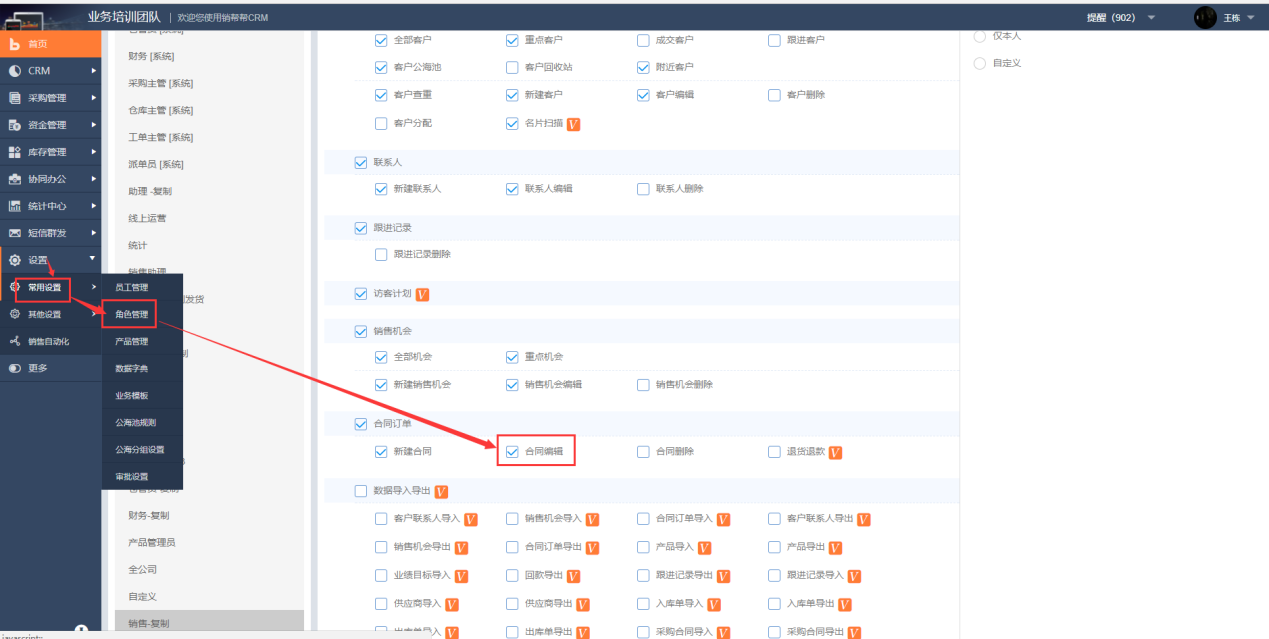 业务培训团队 | 欢迎您使用销帮帮CRM
提醒 (902)
王栋
首页
CRM
采购管理
资金管理
库存管理
协同办公
统计中心
短信群发
设置
常用设置
其他设置
销售自动化
更多
员工管理
角色管理
产品管理
数据字典
业务模板
公海池规则
公海分组设置
审批设置
财务 [系统]
采购主管 [系统]
仓库主管 [系统]
工单主管 [系统]
派单员 [系统]
助理 -复制
线上运营
统计
销售助理
发货
财务-复制
产品管理员
全公司
自定义
销售-复制
全部客户 重点客户 成交客户 跟进客户
客户公海池 客户回收站 附近客户
客户查重 新建客户 客户编辑 客户删除
客户分配 名片扫描 V
联系人
新建联系人 联系人编辑 联系人删除
跟进记录
跟进记录删除
访客计划 V
销售机会
全部机会 重点机会
新建销售机会 销售机会编辑 销售机会删除
合同订单
新建合同 合同编辑 合同删除 退货退款 V
数据导入导出 V
客户联系人导入 V 销售机会导入 V 合同订单导入 V 客户联系人导出 V
销售机会导出 V 合同订单导出 V 产品导入 V 产品导出 V
业绩目标导入 V 回款导出 V 跟进记录导出 V 跟进记录导入 V
供应商导入 V 供应商导出 V 入库单导入 V 入库单导出 V
出库单导入 V 出库单导出 V 采购合同导入 V 采购合同导出 V
仅本人
自定义